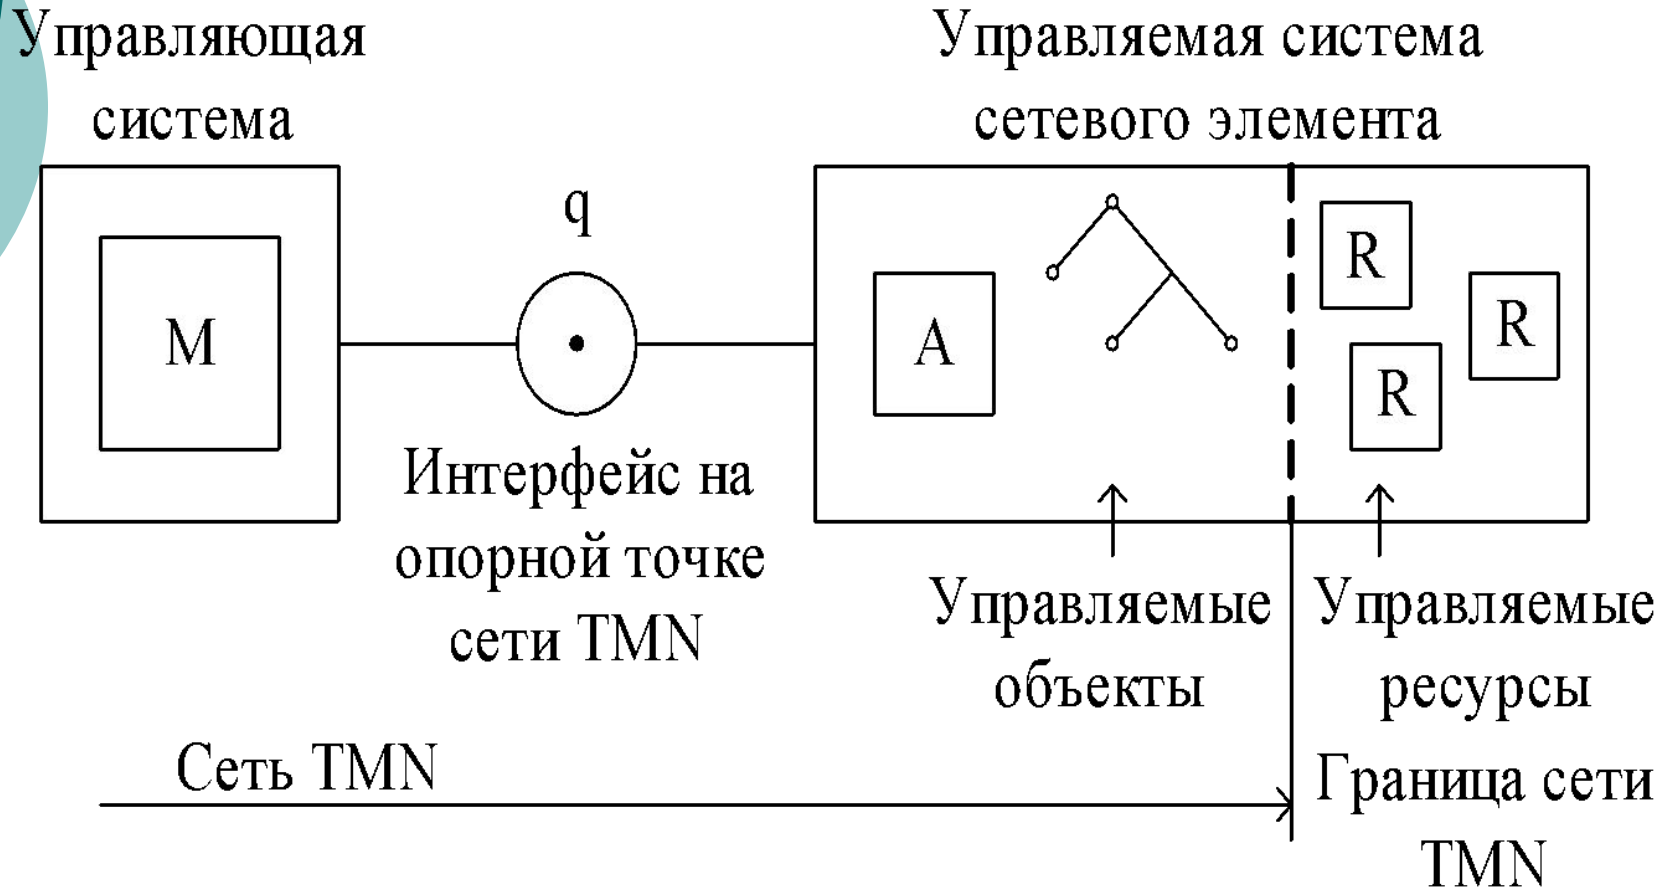 Управляющая
система
Управляемая система
сетевого элемента
q
M
A
R
R
R
Интерфейс на
опорной точке
сети TMN
Управляемые
объекты
Управляемые
ресурсы
Сеть TMN
Граница сети
TMN